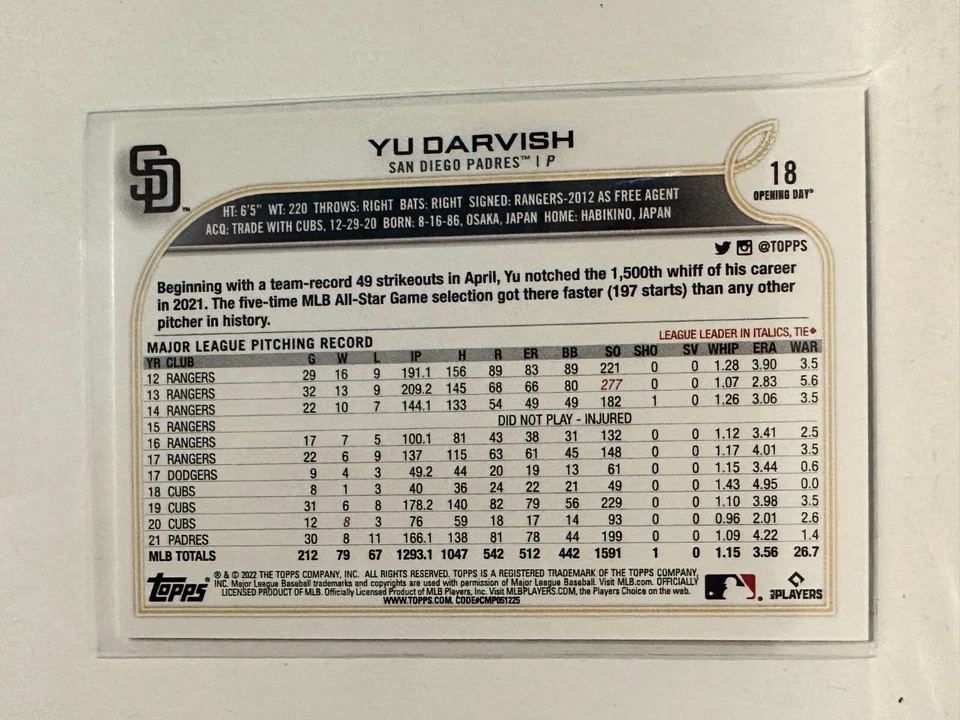 SD™
YU DARVISH
SAN DIEGO PADRES™ | P
18
OPENING DAY®
HT: 6'5" WT: 220 THROWS: RIGHT BATS: RIGHT SIGNED: RANGERS-2012 AS FREE AGENT
ACQ: TRADE WITH CUBS, 12-29-20 BORN: 8-16-86, OSAKA, JAPAN HOME: HABIKINO, JAPAN
@TOPPS
Beginning with a team-record 49 strikeouts in April, Yu notched the 1,500th whiff of his career
in 2021. The five-time MLB All-Star Game selection got there faster (197 starts) than any other
pitcher in history.
MAJOR LEAGUE PITCHING RECORD LEAGUE LEADER IN ITALICS, TIE◆
YR CLUB G W L IP H R ER BB SO SHO SV WHIP ERA WAR
12 RANGERS 29 16 9 191.1 156 89 83 89 221 0 0 1.28 3.90 3.5
13 RANGERS 32 13 9 209.2 145 68 66 80 277 0 0 1.07 2.83 5.6
14 RANGERS 22 10 7 144.1 133 54 49 49 182 1 0 1.26 3.06 3.5
15 RANGERS DID NOT PLAY - INJURED
16 RANGERS 17 7 5 100.1 81 43 38 31 132 0 0 1.12 3.41 2.5
17 RANGERS 22 6 9 137 115 63 61 45 148 0 0 1.17 4.01 3.5
17 DODGERS 9 4 3 49.2 44 20 19 13 61 0 0 1.15 3.44 0.6
18 CUBS 8 1 3 40 36 24 22 21 49 0 0 1.43 4.95 0.0
19 CUBS 31 6 8 178.2 140 82 79 56 229 0 0 1.10 3.98 3.5
20 CUBS 12 8 3 76 59 18 17 14 93 0 0 0.96 2.01 2.6
21 PADRES 30 8 11 166.1 138 81 78 44 199 0 0 1.09 4.22 1.4
MLB TOTALS 212 79 67 1293.1 1047 542 512 442 1591 1 0 1.15 3.56 26.7
Topps
® & © 2022 THE TOPPS COMPANY, INC. ALL RIGHTS RESERVED. TOPPS IS A REGISTERED TRADEMARK OF THE TOPPS COMPANY,
INC. Major League Baseball trademarks and copyrights are used with permission of Major League Baseball. Visit MLB.com. OFFICIALLY
LICENSED PRODUCT OF MLB. Officially Licensed Product of MLB Players, Inc. Visit MLBPLAYERS.COM, the Players Choice on the web.
WWW.TOPPS.COM. CODE#CMP051225
MLB PLAYERS